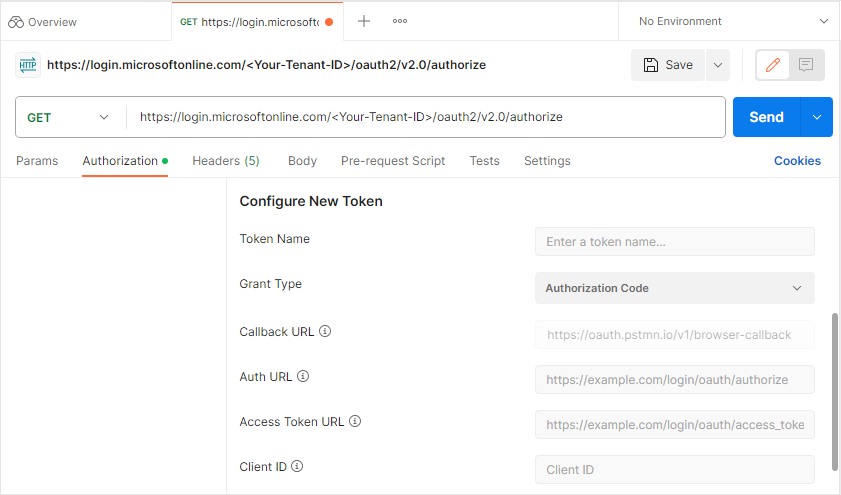 Overview
GET https://login.microsoft
No Environment
HTTP
https://login.microsoftonline.com/<Your-Tenant-ID>/oauth2/v2.0/authorize
Save
GET
https://login.microsoftonline.com/<Your-Tenant-ID>/oauth2/v2.0/authorize
Send
Params Authorization Headers (5) Body Pre-request Script Tests Settings Cookies
Configure New Token
Token Name
Enter a token name...
Grant Type
Authorization Code
Callback URL
https://oauth.pstmn.io/v1/browser-callback
Auth URL
https://example.com/login/oauth/authorize
Access Token URL
https://example.com/login/oauth/access_toke
Client ID
Client ID